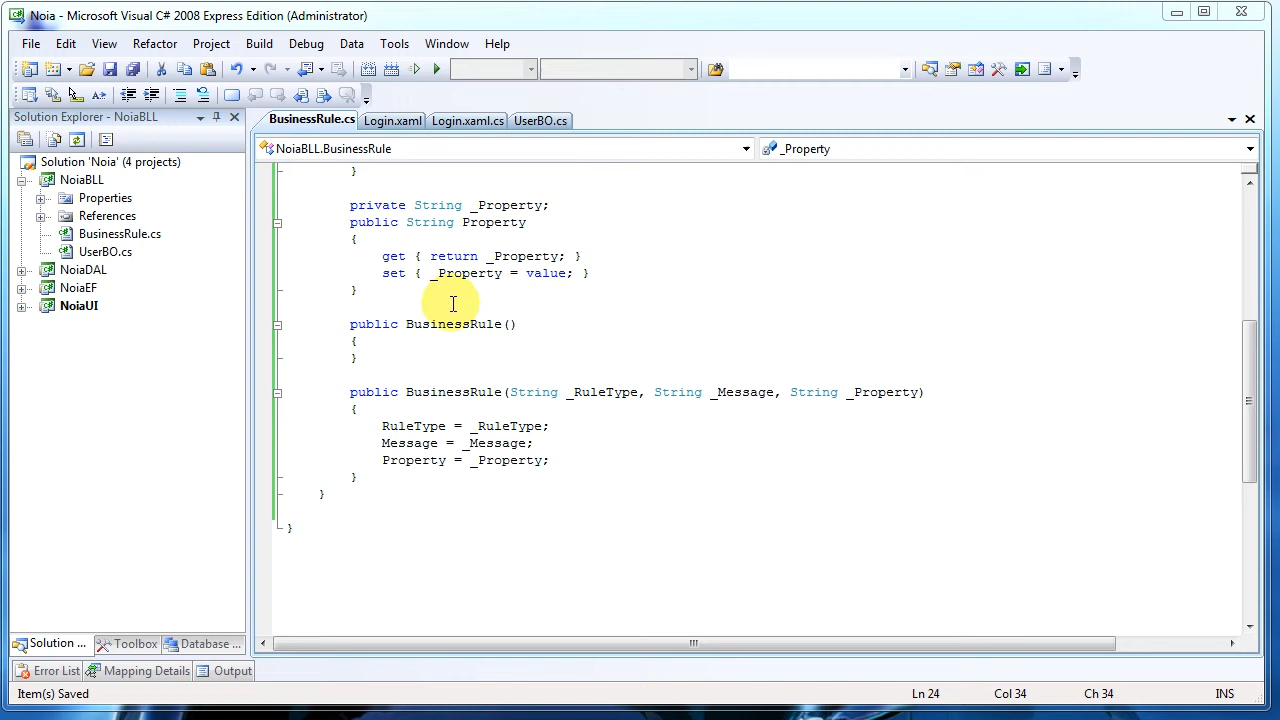 Noia - Microsoft Visual C# 2008 Express Edition (Administrator)
File Edit View Refactor Project Build Debug Data Tools Window Help
Solution Explorer - NoiaBLL
BusinessRule.cs Login.xaml Login.xaml.cs UserBO.cs
NoiaBLL.BusinessRule _Property
Solution 'Noia' (4 projects)
NoiaBLL
Properties
References
BusinessRule.cs
UserBO.cs
NoiaDAL
NoiaEF
NoiaUI
}
private String _Property;
public String Property
{
get { return _Property; }
set { _Property = value; }
}
public BusinessRule()
{
}
public BusinessRule(String _RuleType, String _Message, String _Property)
{
RuleType = _RuleType;
Message = _Message;
Property = _Property;
}
}
}
Solution ... Toolbox Database ...
Error List Mapping Details Output
Item(s) Saved Ln 24 Col 34 Ch 34 INS